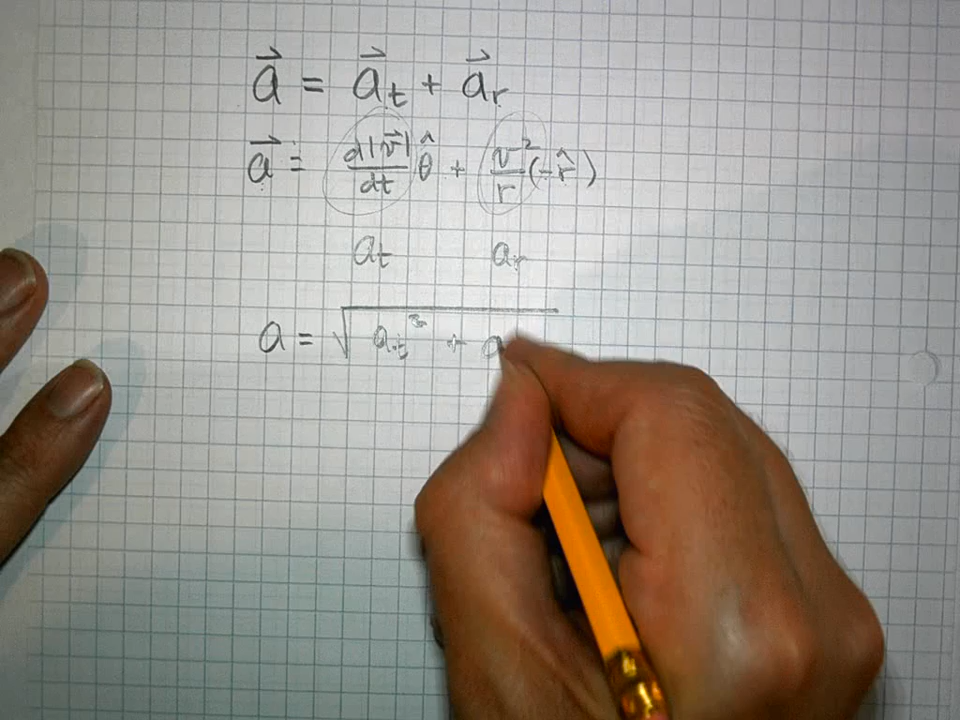 a⃗ = a⃗ₜ + a⃗ᵣ
a⃗ = d|v⃗|/dt θ̂ + v²/r (-r̂)
aₜ aᵣ
a = √(aₜ² + a